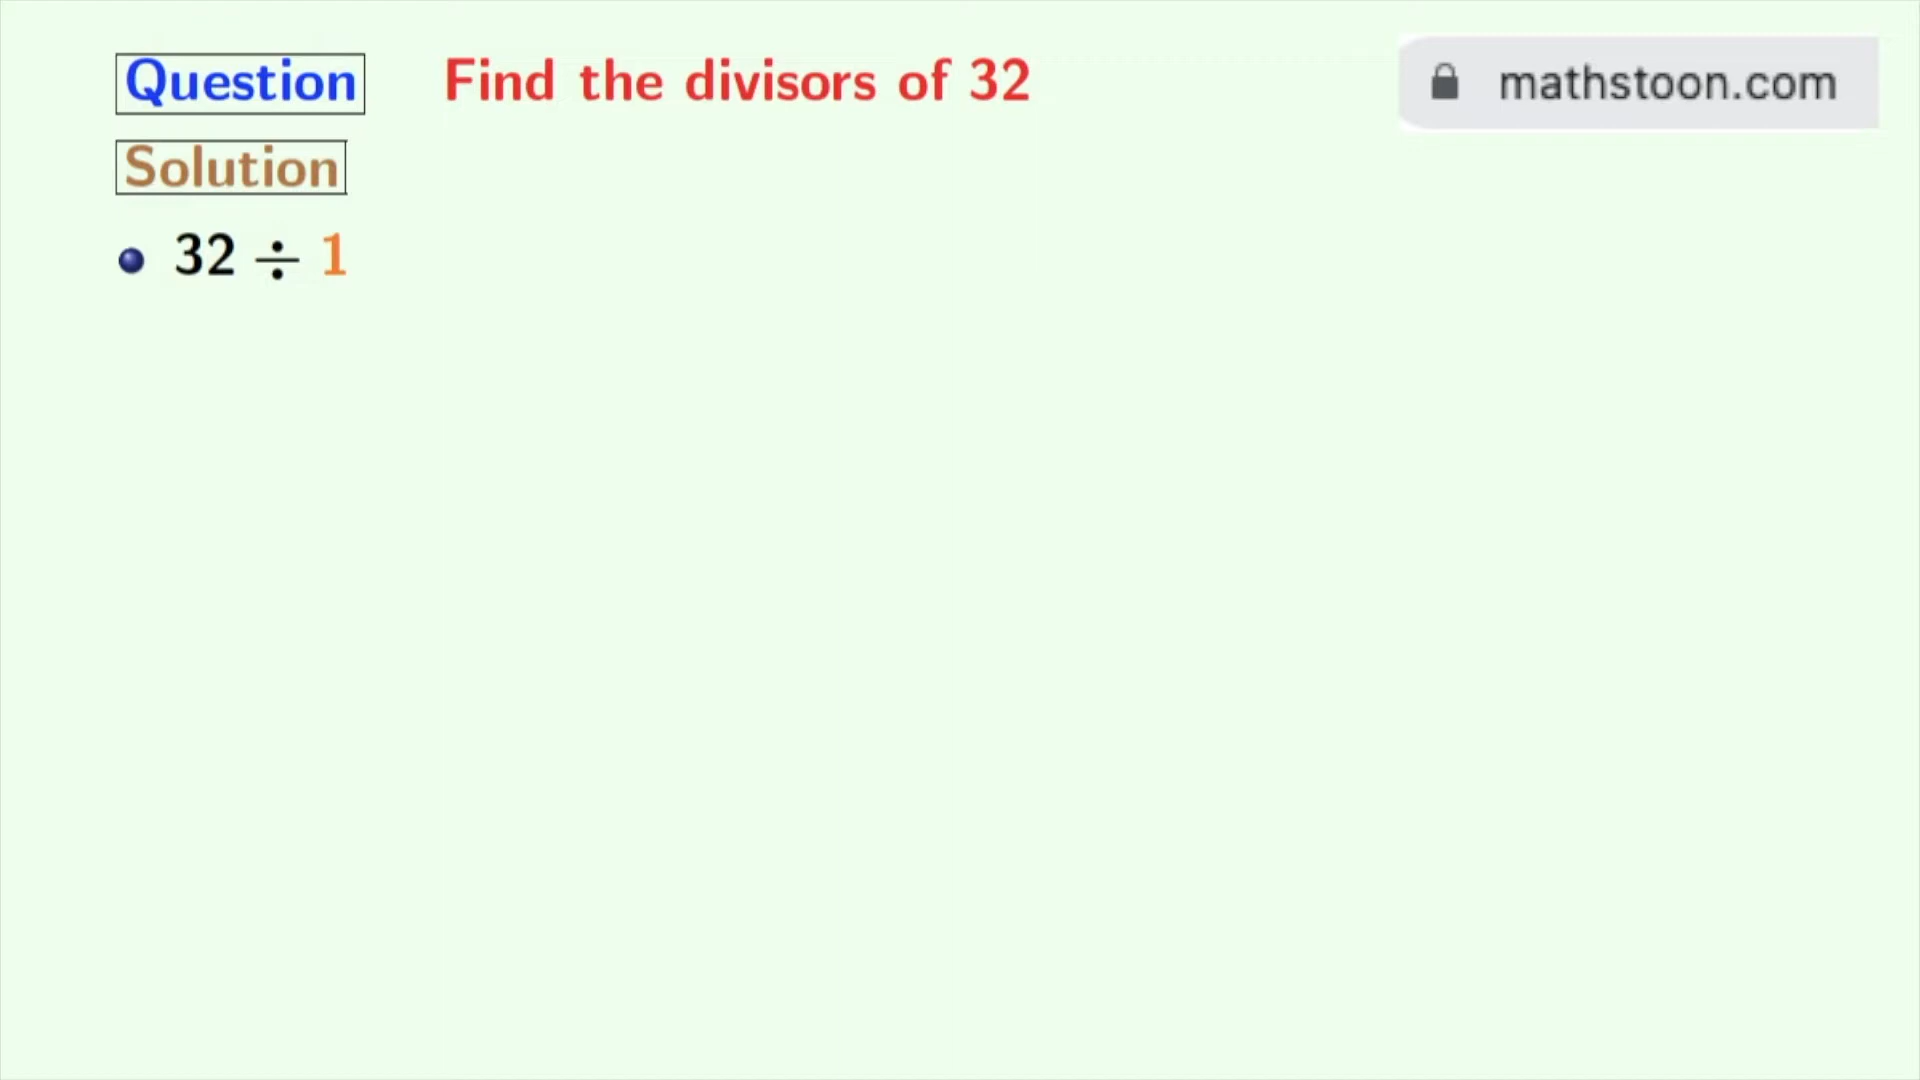 Question Find the divisors of 32
mathstoon.com
Solution
• 32 ÷ 1